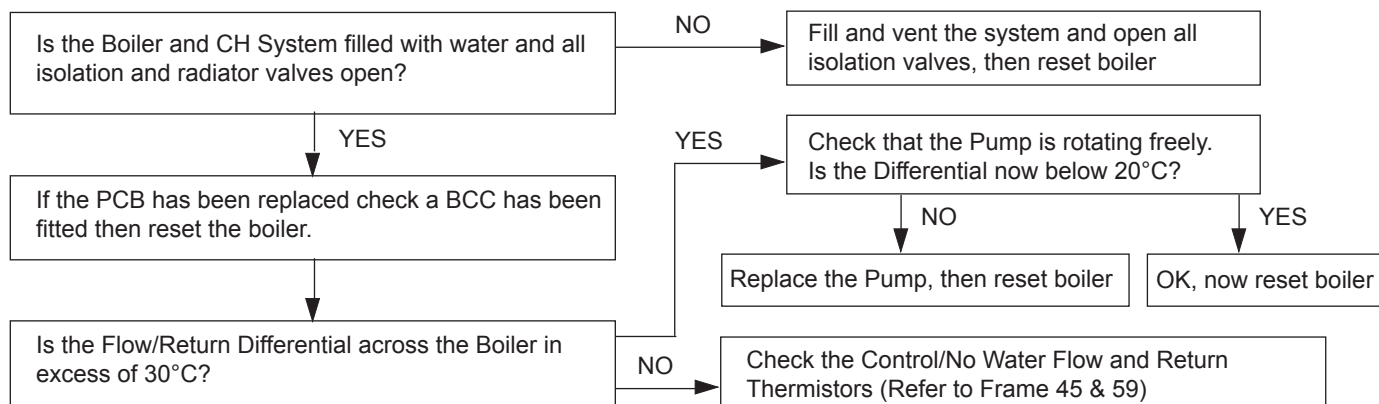 Is the Boiler and CH System filled with water and all
isolation and radiator valves open?
NO
Fill and vent the system and open all
isolation valves, then reset boiler
YES
If the PCB has been replaced check a BCC has been
fitted then reset the boiler.
YES
Check that the Pump is rotating freely.
Is the Differential now below 20°C?
NO
YES
Replace the Pump, then reset boiler
OK, now reset boiler
Is the Flow/Return Differential across the Boiler in
excess of 30°C?
NO
Check the Control/No Water Flow and Return
Thermistors (Refer to Frame 45 & 59)